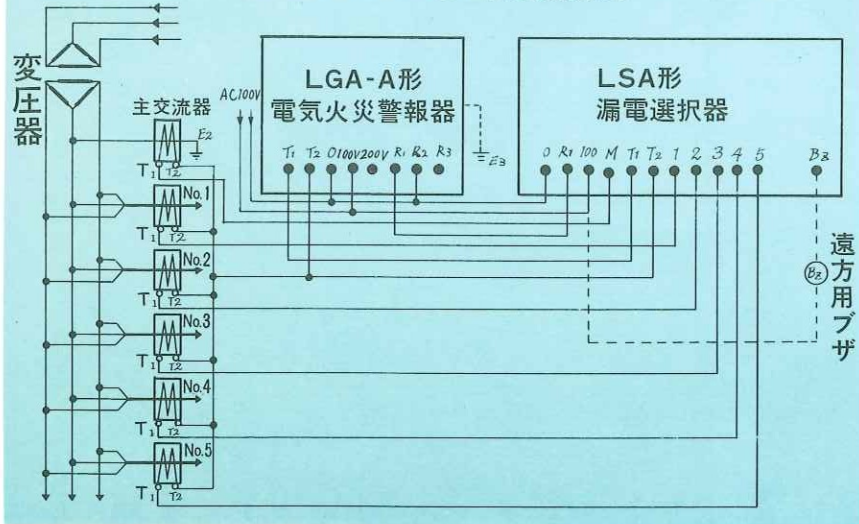 変圧器
主交流器
AC100V
LGA-A形
電気火災警報器
LSA形
漏電選択器
E2
T1 T2
T1 T2 0 100V 200V R1 R2 R3
E3
0 R1 100 M T1 T2 1 2 3 4 5 BZ
No.1
T1 T2
No.2
T1 T2
No.3
T1 T2
No.4
T1 T2
No.5
T1 T2
BZ
遠方用ブザ